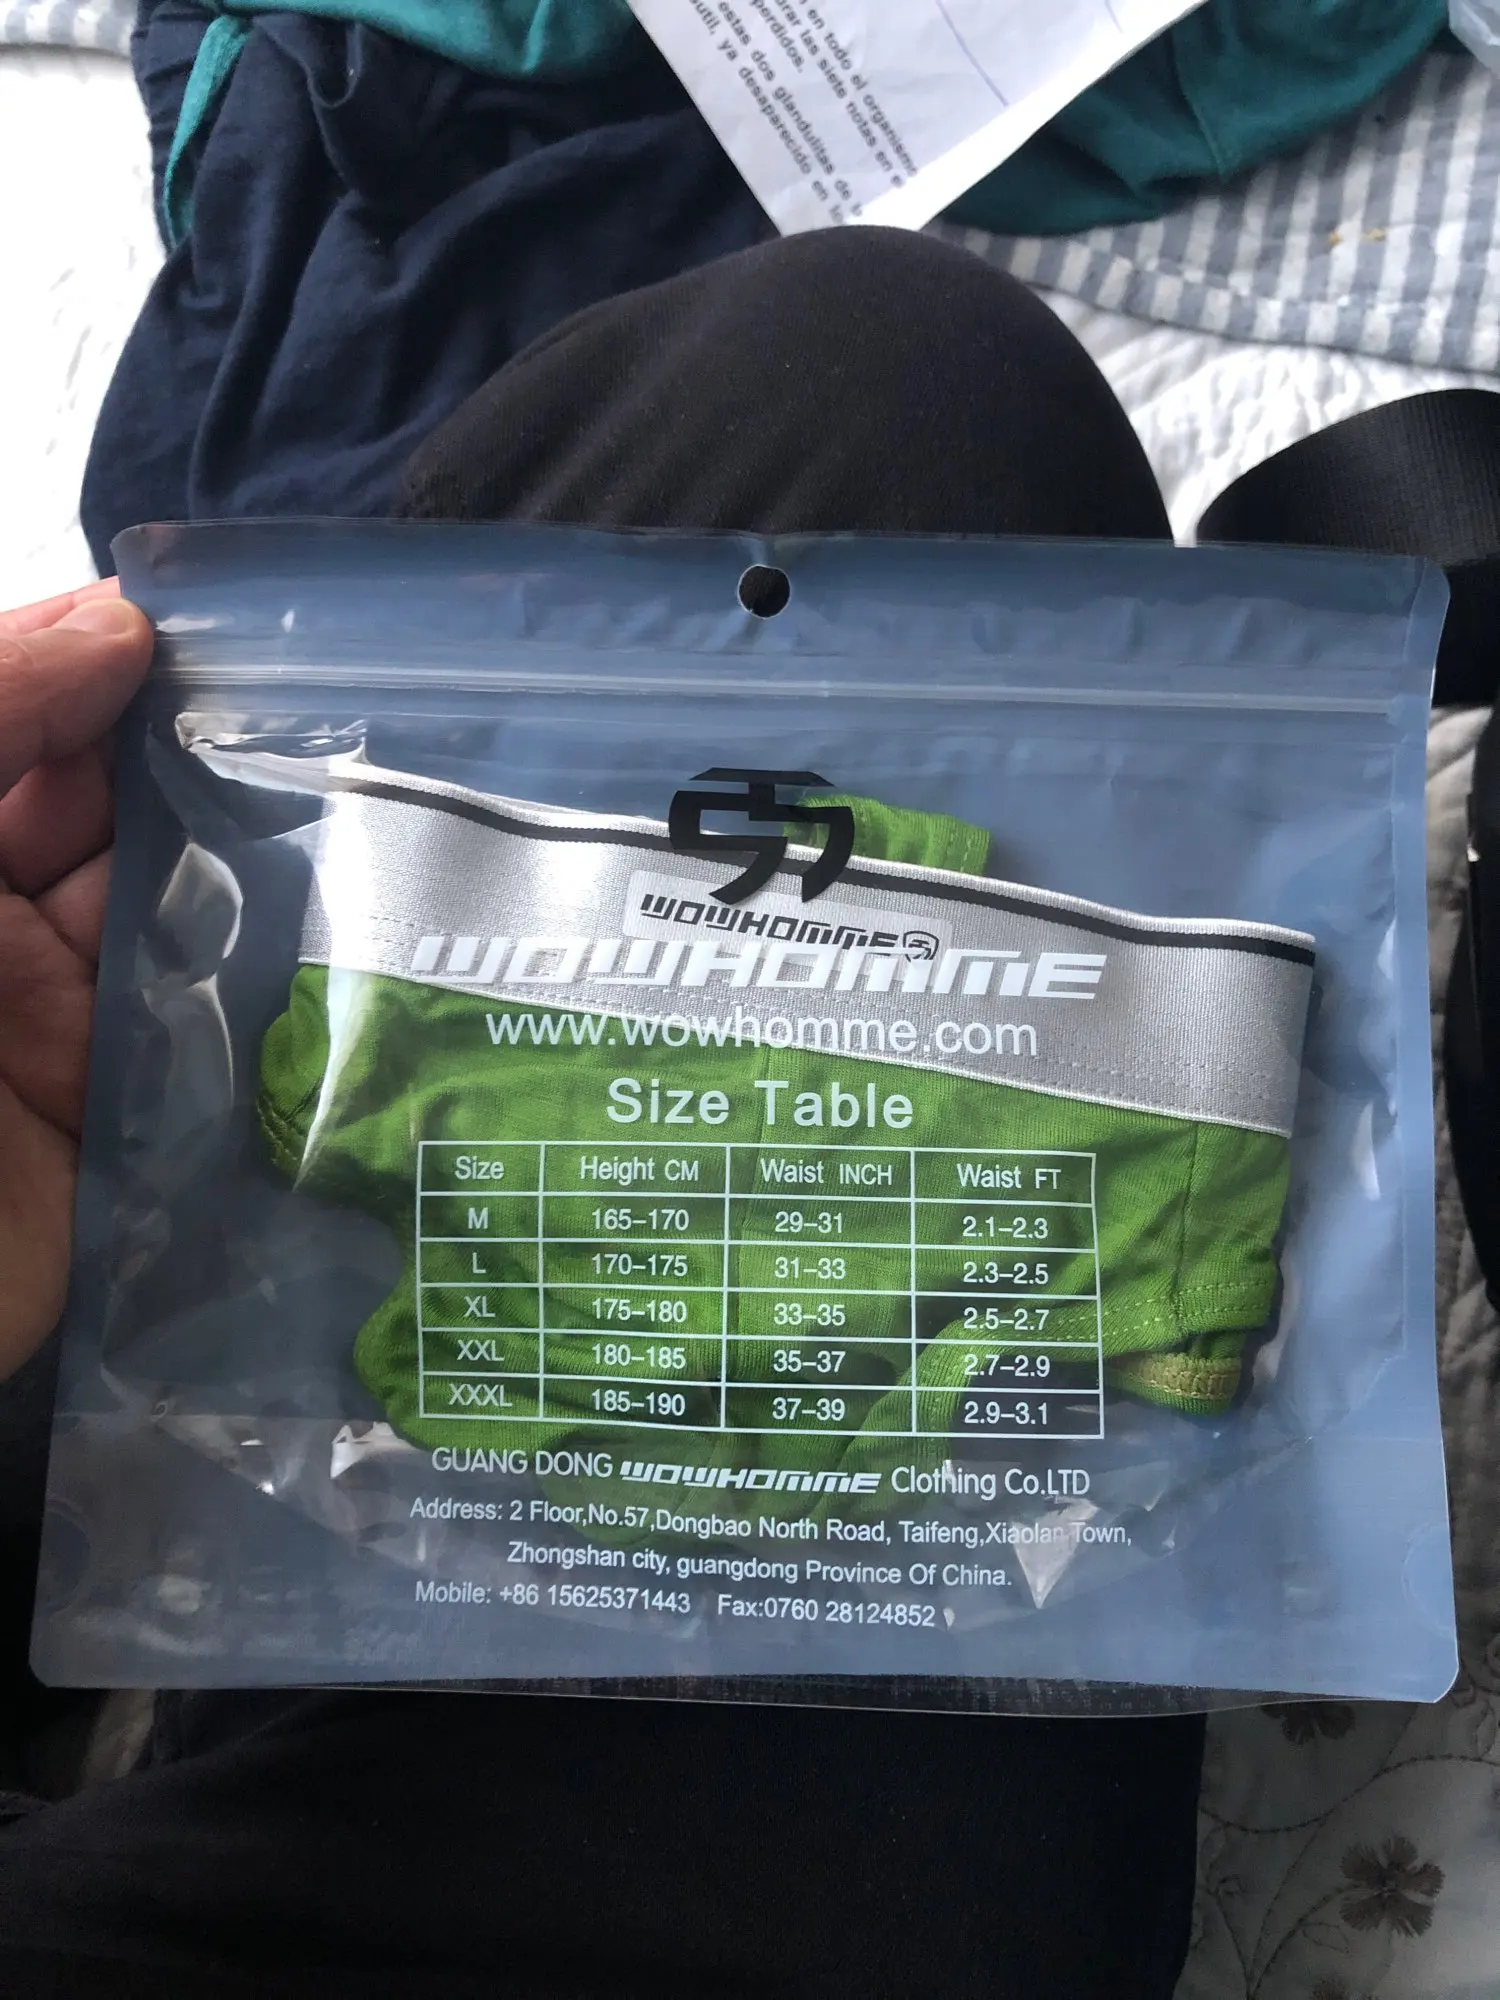 en todo el organismo
urar las siete notas en e
perdidos.
estas dos glandulitas de
sutil, ya desaparecido en
WOWHOMME
WOWHOMME
www.wowhomme.com
Size Table
Size Height CM Waist INCH Waist FT
M 165–170 29–31 2.1–2.3
L 170–175 31–33 2.3–2.5
XL 175–180 33–35 2.5–2.7
XXL 180–185 35–37 2.7–2.9
XXXL 185–190 37–39 2.9–3.1
GUANG DONG WOWHOMME Clothing Co.LTD
Address: 2 Floor,No.57,Dongbao North Road, Taifeng,Xiaolan Town,
Zhongshan city, guangdong Province Of China.
Mobile: +86 15625371443 Fax:0760 28124852